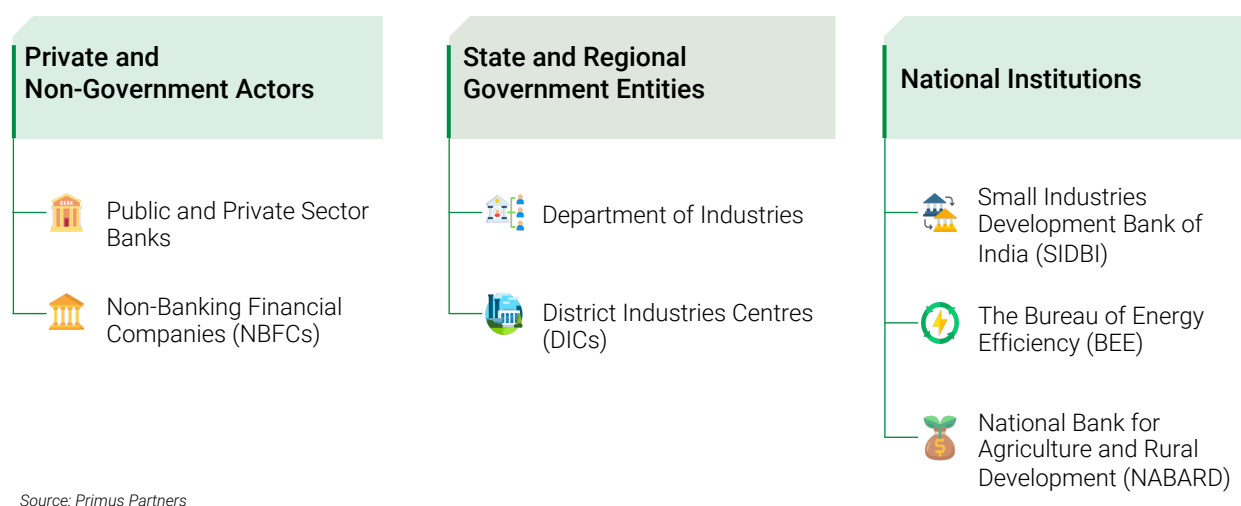 Private and
Non-Government Actors
BANK
Public and Private Sector
Banks
Non-Banking Financial
Companies (NBFCs)
State and Regional
Government Entities
Department of Industries
District Industries Centres
(DICs)
National Institutions
Small Industries
Development Bank of
India (SIDBI)
The Bureau of Energy
Efficiency (BEE)
$
National Bank for
Agriculture and Rural
Development (NABARD)
Source: Primus Partners